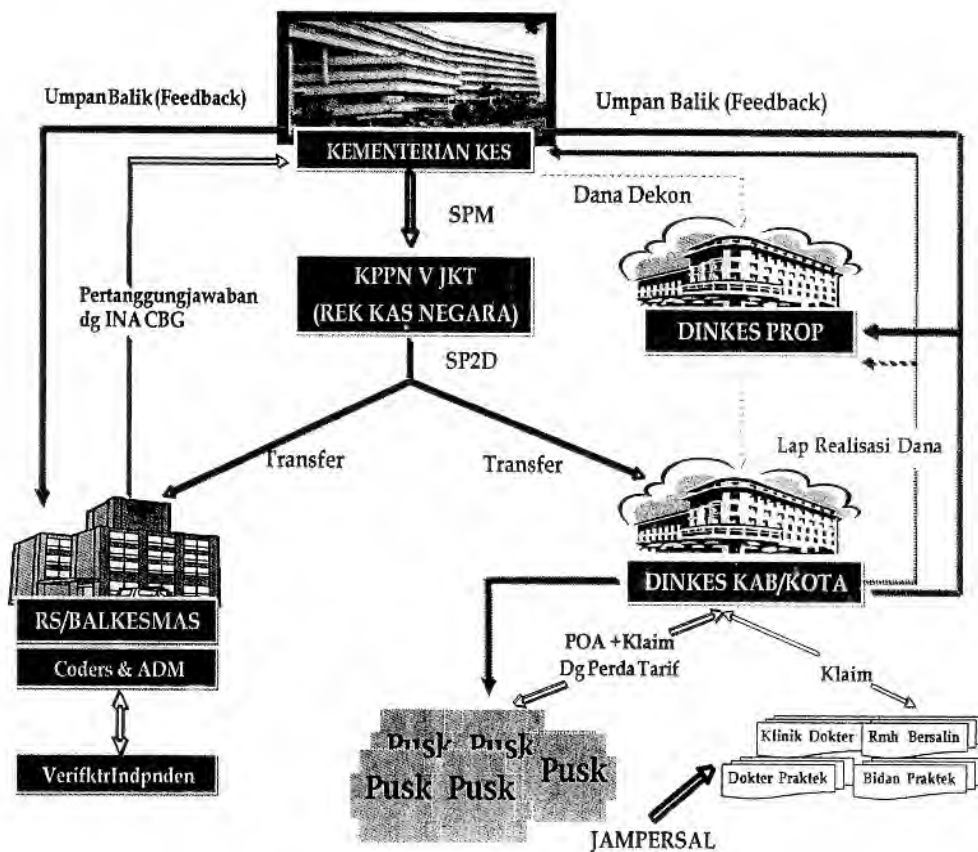 Umpan Balik (Feedback)
Umpan Balik (Feedback)
KEMENTERIAN KES
Dana Dekon
SPM
KPPN V JKT
(REK KAS NEGARA)
Pertanggungjawaban
dg INA CBG
DINKES PROP
SP2D
Transfer
Transfer
Lap Realisasi Dana
DINKES KAB/KOTA
RS/BALKESMAS
Coders & ADM
POA +Klaim
Dg Perda Tarif
Klaim
VerifktrIndpnden
Pusk Pusk
Pusk Pusk Pusk
Klinik Dokter Rmh Bersalin
Dokter Praktek Bidan Praktek
JAMPERSAL